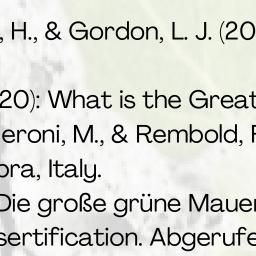 , H., & Gordon, L. J. (20
20): What is the Great
eroni, M., & Rembold, F
ora, Italy.
Die große grüne Mauer
sertification. Abgerufe